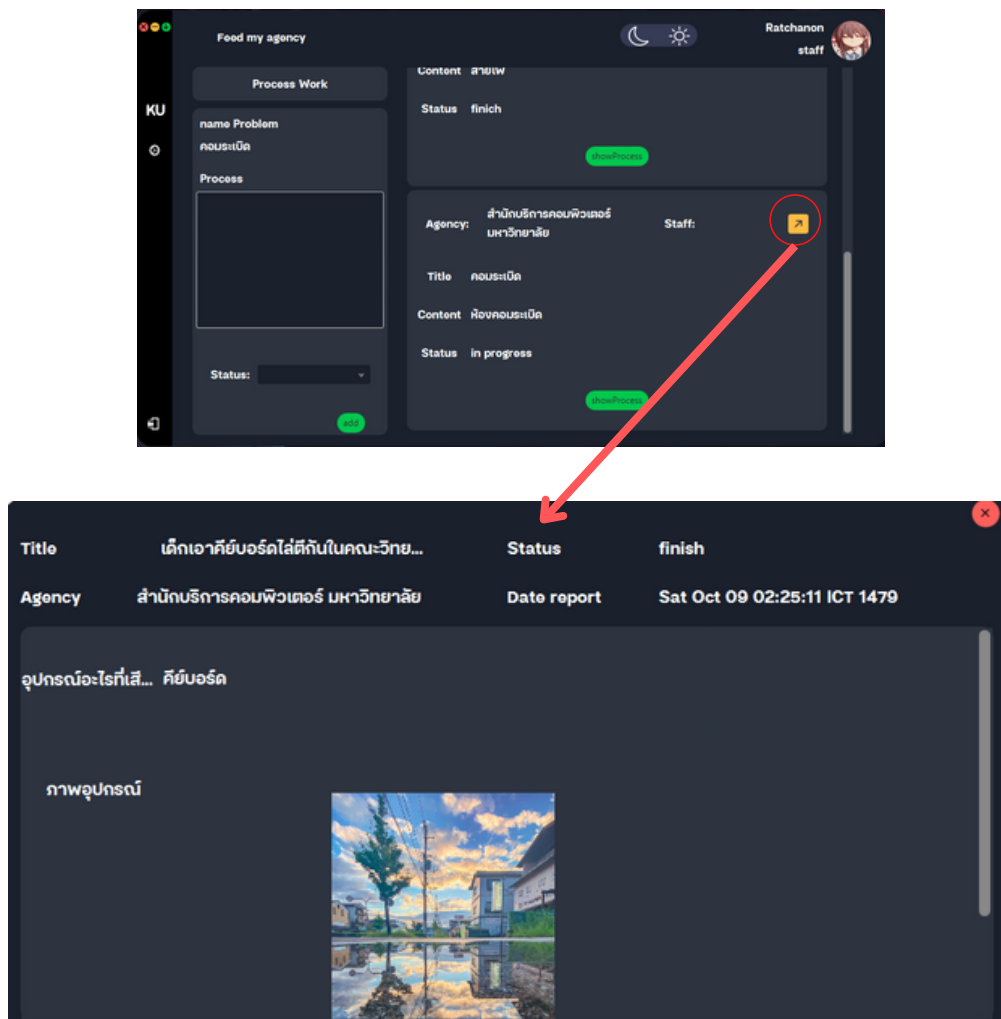 Feed my agency
Ratchanon
staff
KU
Process Work
name Problem
คอมระเบิด
Process
Status:
add
Content สายไฟ
Status finich
showProcess
Agency: สำนักบริการคอมพิวเตอร์
มหาวิทยาลัย
Staff:
Title คอมระเบิด
Content ห้องคอมระเบิด
Status in progress
showProcess
Title เด็กเอาคีย์บอร์ดไล่ตีกันในคณะวิทย... Status finish
Agency สำนักบริการคอมพิวเตอร์ มหาวิทยาลัย Date report Sat Oct 09 02:25:11 ICT 1479
อุปกรณ์อะไรที่เสี... คีย์บอร์ด
ภาพอุปกรณ์